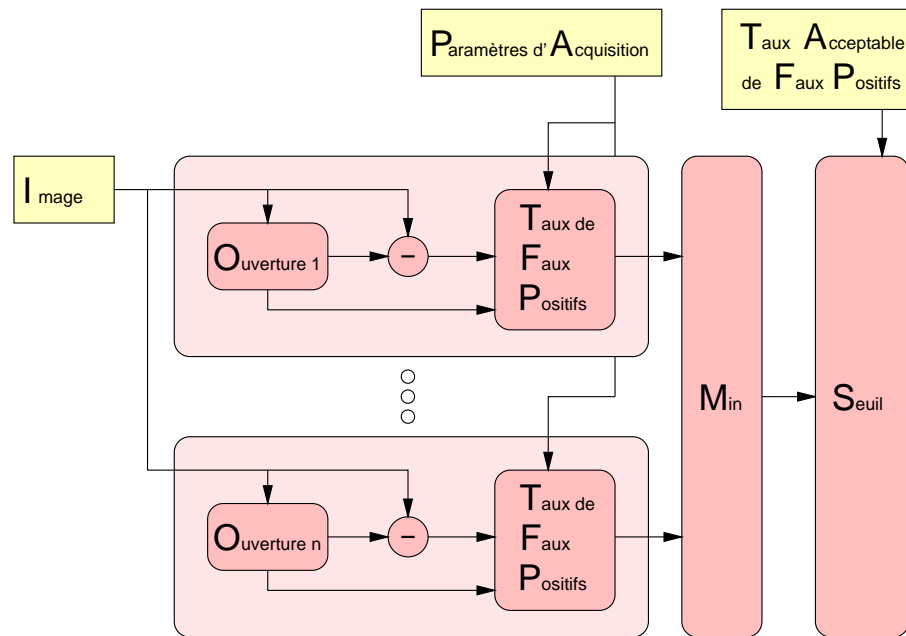 Paramètres d' Acquisition
Taux Acceptable
de Faux Positifs
Image
Ouverture 1
-
Taux de
Faux
Positifs
Min
Seuil
Ouverture n
-
Taux de
Faux
Positifs